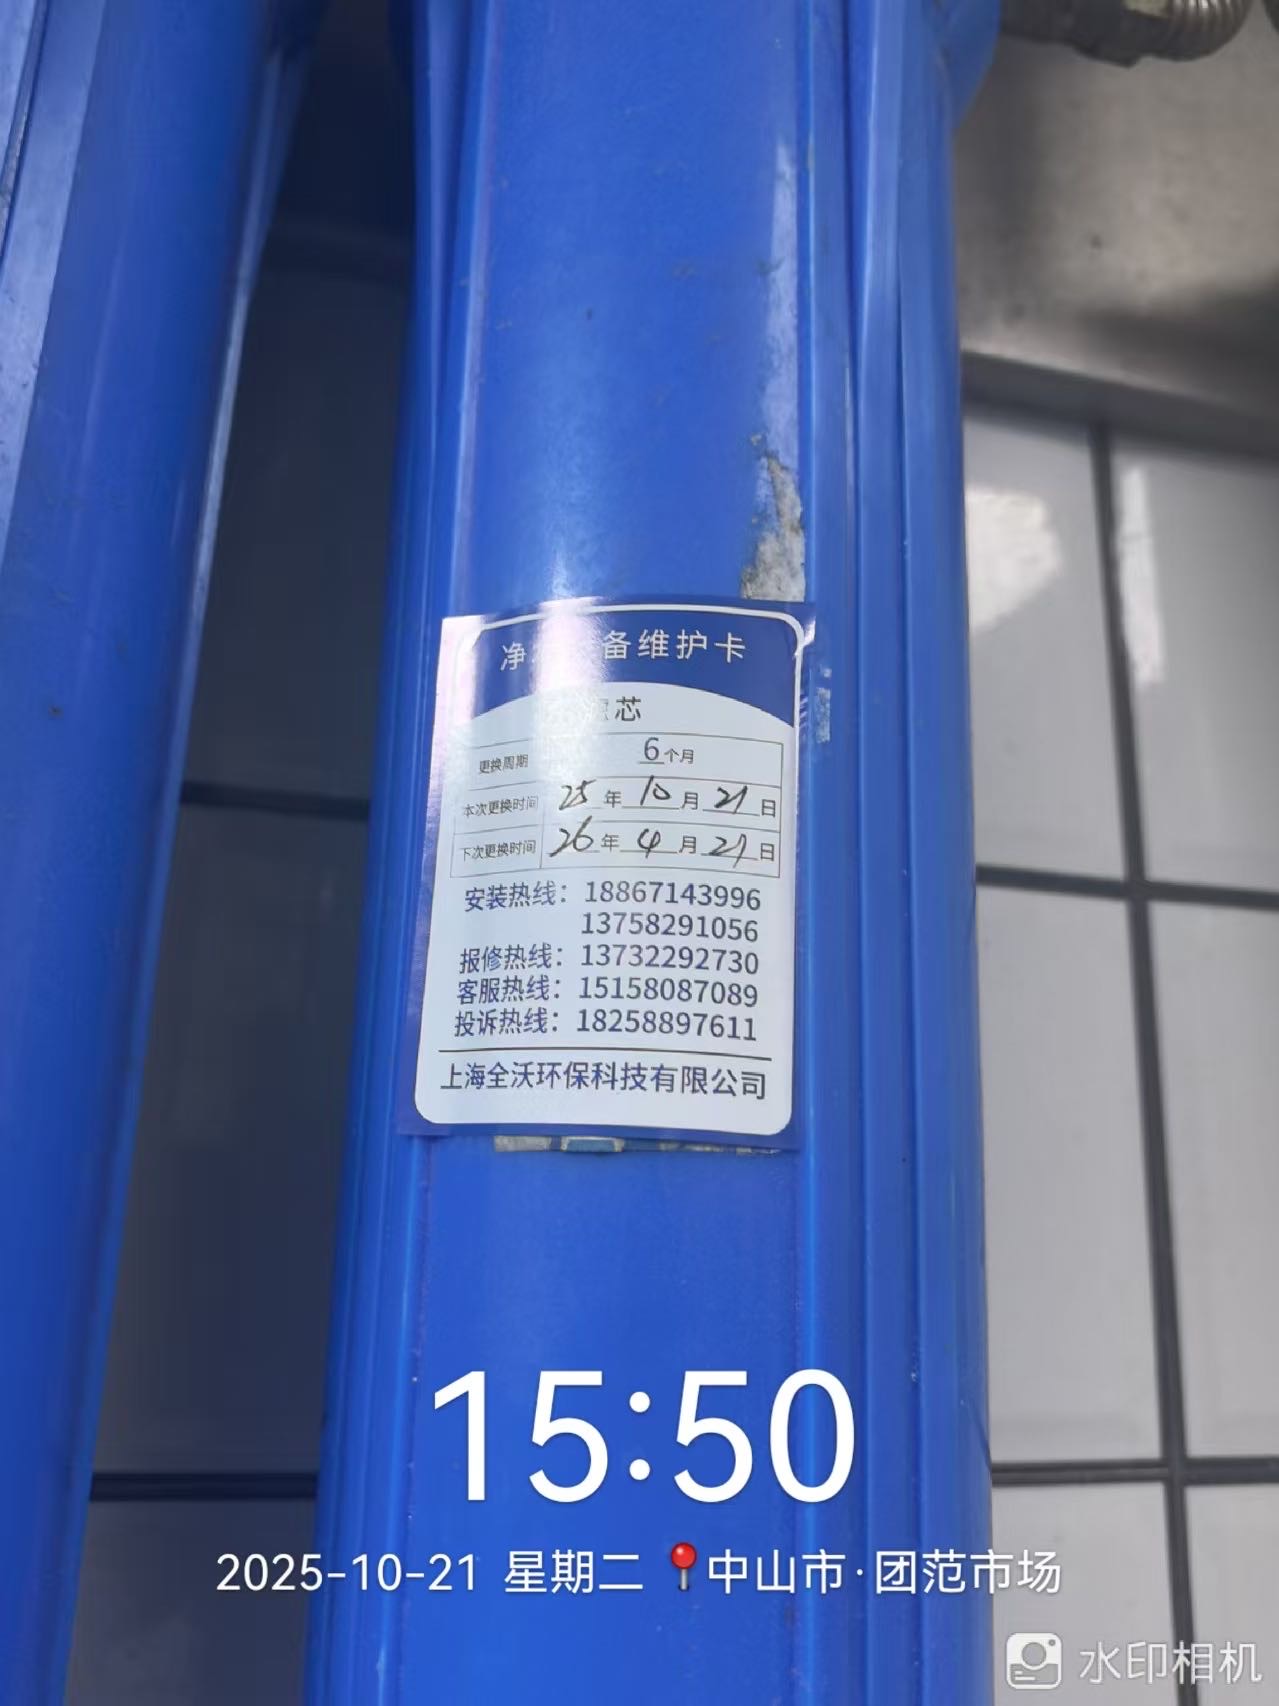 备维护卡
滤芯
更换周期 6个月
本次更换时间 25年10月21日
下次更换时间 26年4月21日
安装热线：18867143996
13758291056
报修热线：13732292730
客服热线：15158087089
投诉热线：18258897611
上海全沃环保科技有限公司
15:50
2025-10-21 星期二 中山市·团范市场
水印相机